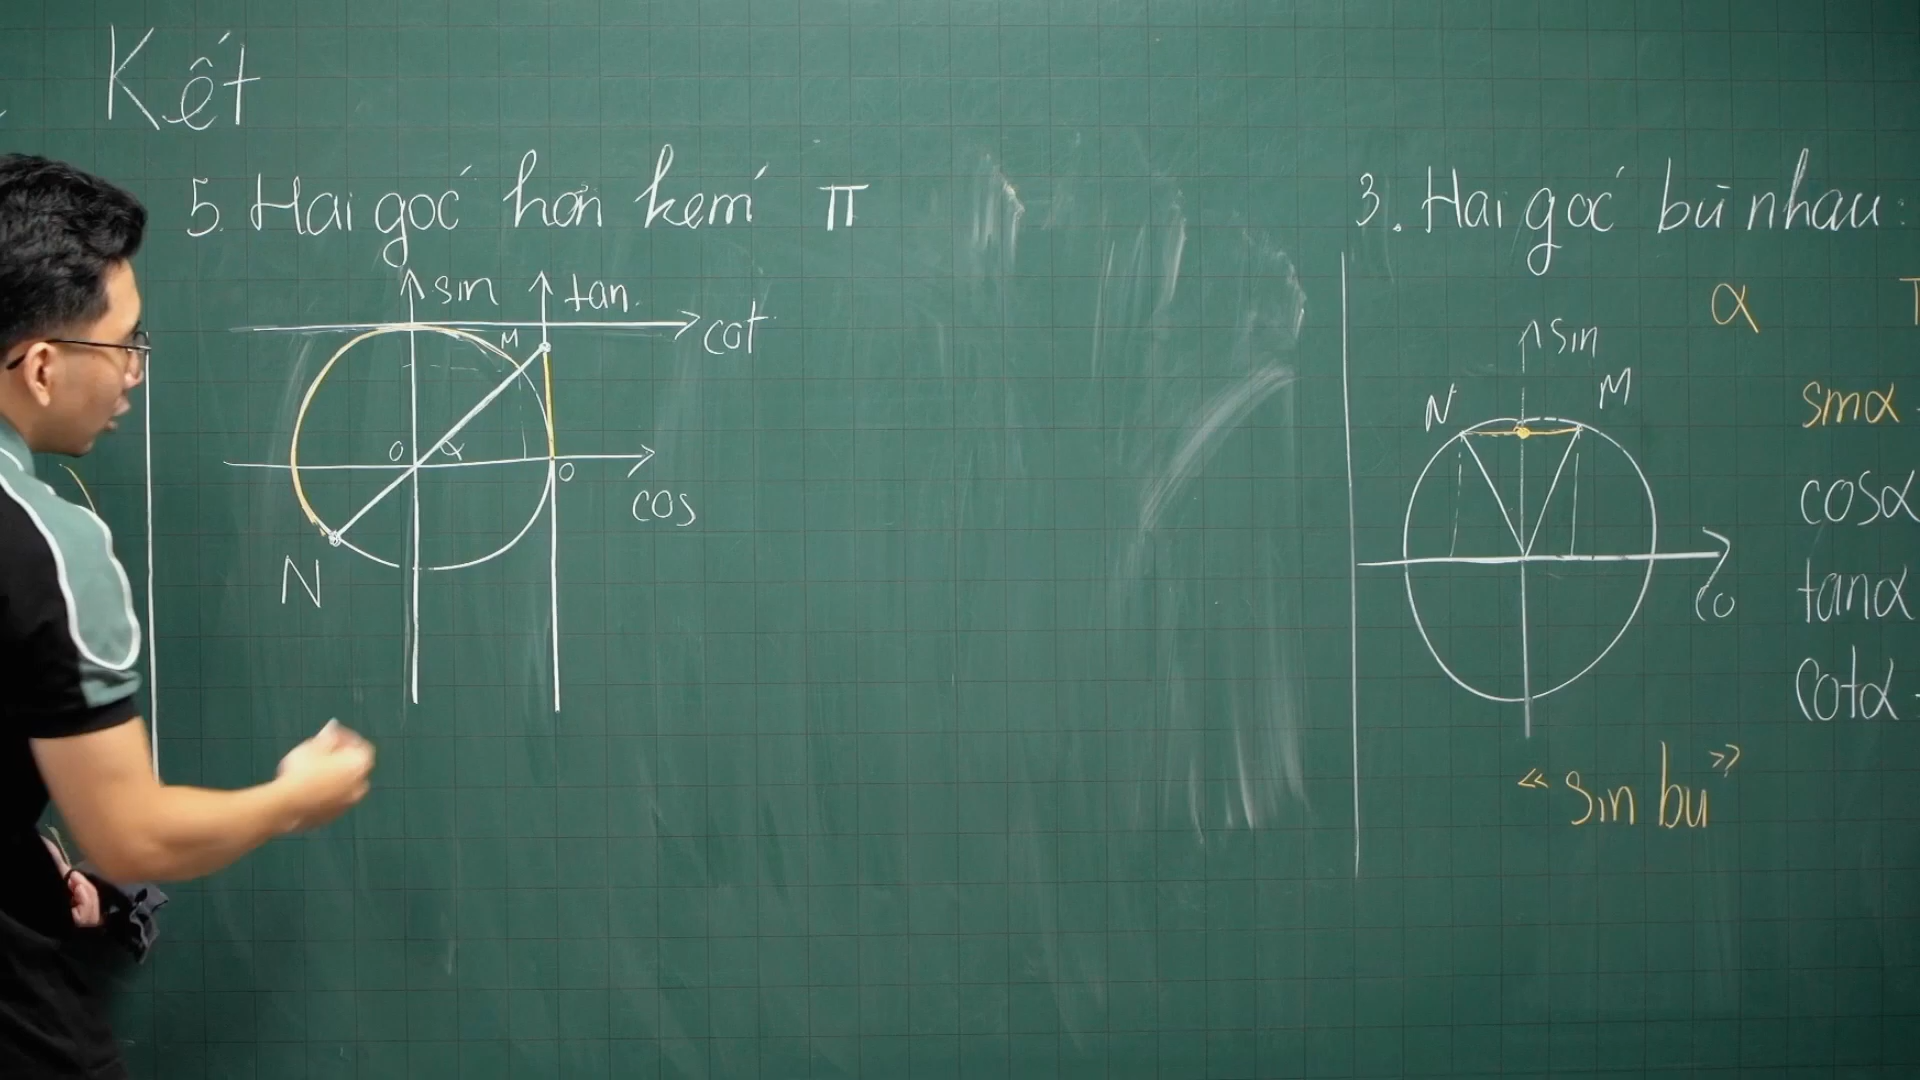 Kết
5. Hai góc hơn kém π
sin
tan
cot
M
O
α
O
cos
N
3. Hai góc bù nhau:
α
sin
N
M
sinα
cosα
tanα
cotα
“sin bù”